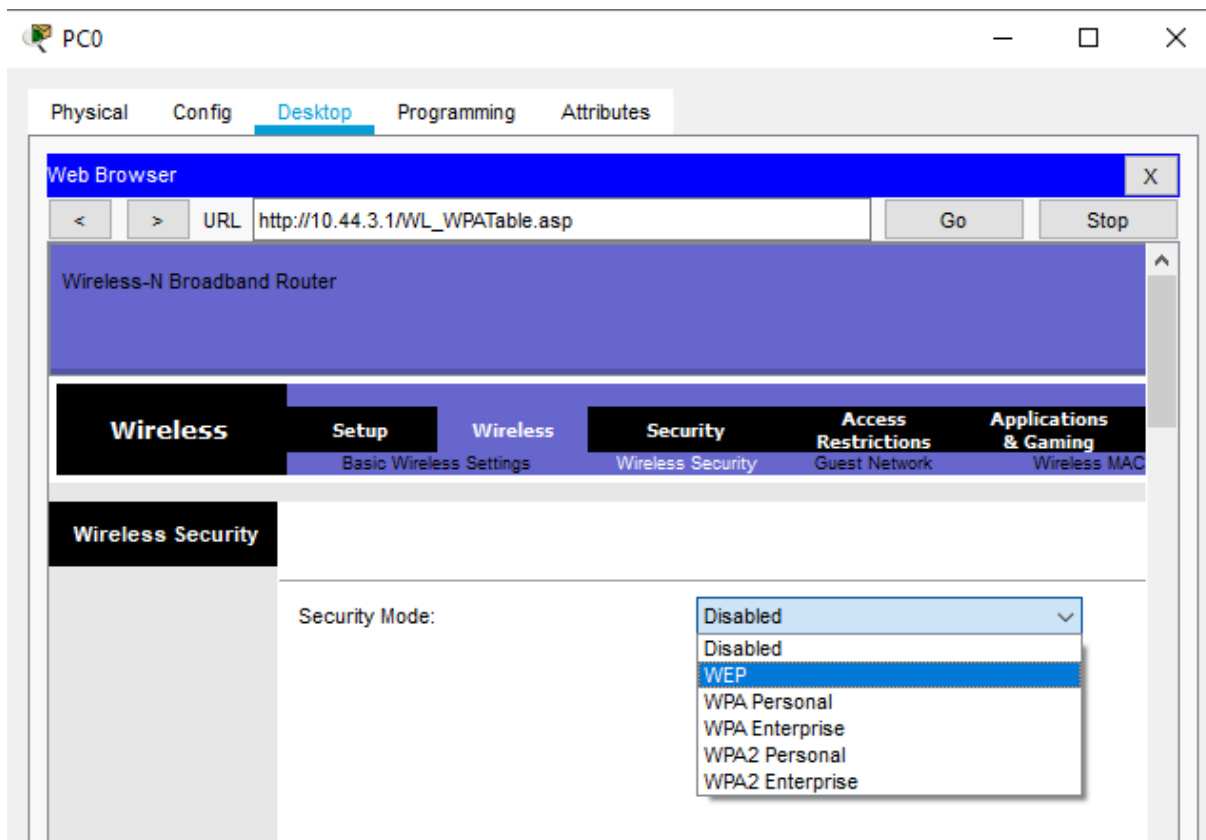 PC0
Physical Config Desktop Programming Attributes
Web Browser X
< > URL http://10.44.3.1/WL_WPATable.asp Go Stop
Wireless-N Broadband Router
Wireless Setup Wireless Security Access Restrictions Applications & Gaming
Basic Wireless Settings Wireless Security Guest Network Wireless MAC
Wireless Security
Security Mode: Disabled
Disabled
WEP
WPA Personal
WPA Enterprise
WPA2 Personal
WPA2 Enterprise